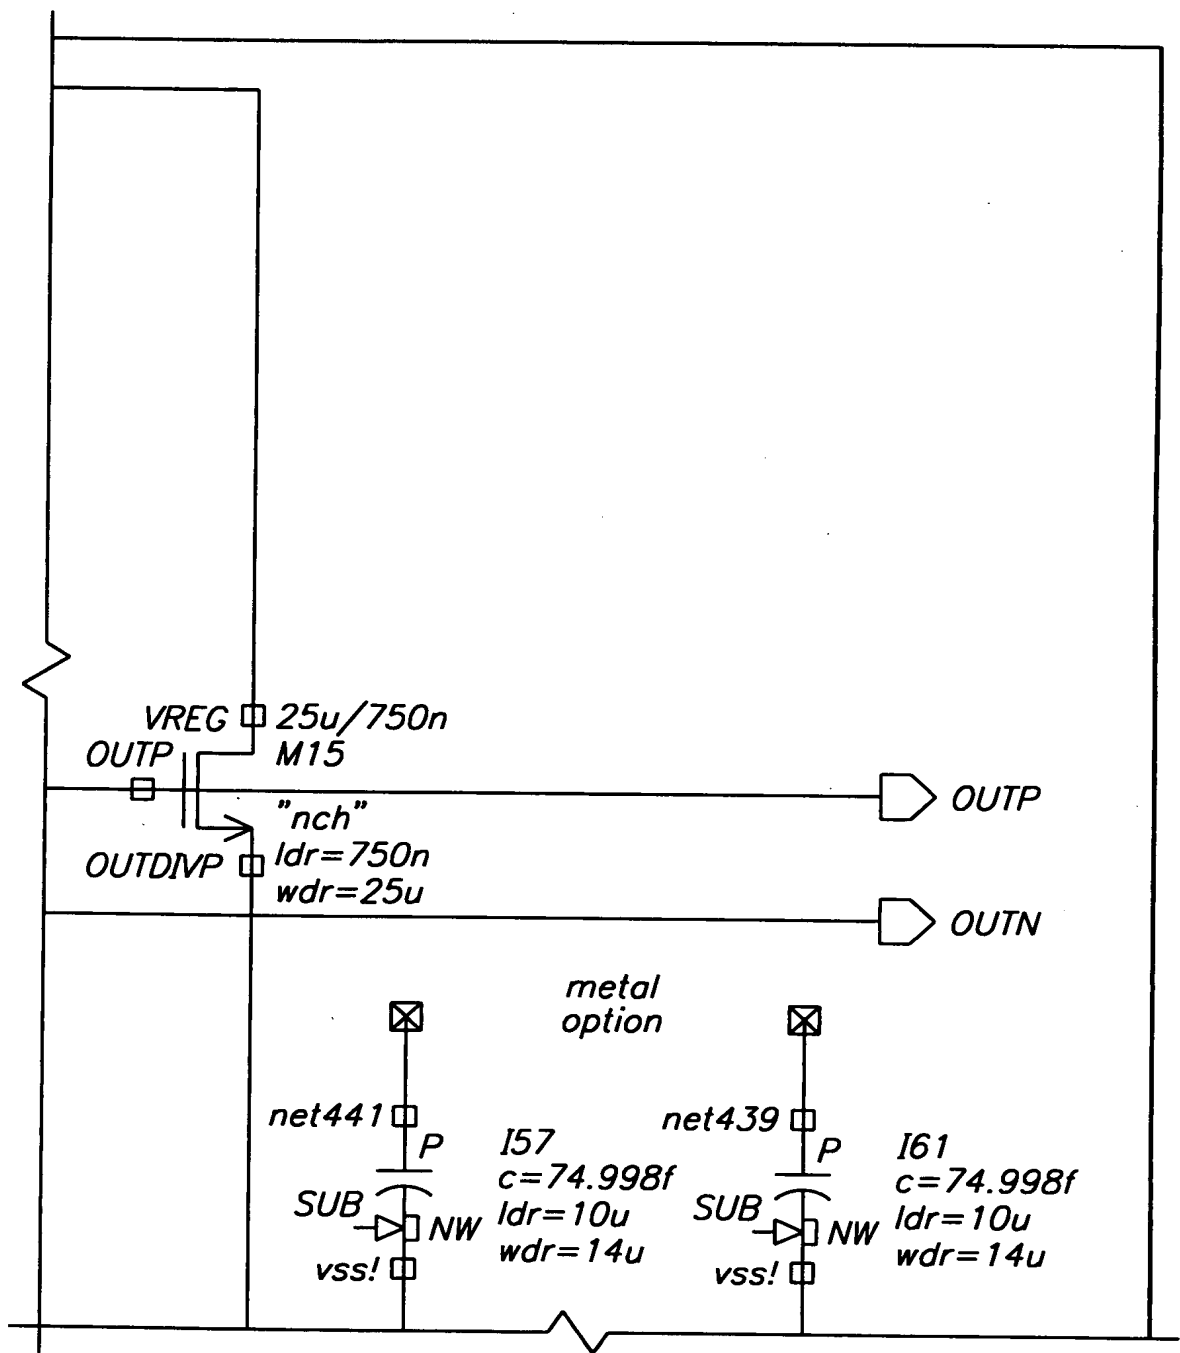 VREG 25u/750n
OUTP M15
OUTP
"nch"
OUTDIVP ldr=750n
wdr=25u
OUTN
metal
option
net441
P
I57
c=74.998f
SUB
ldr=10u
NW
wdr=14u
vss!
net439
P
I61
c=74.998f
SUB
ldr=10u
NW
wdr=14u
vss!